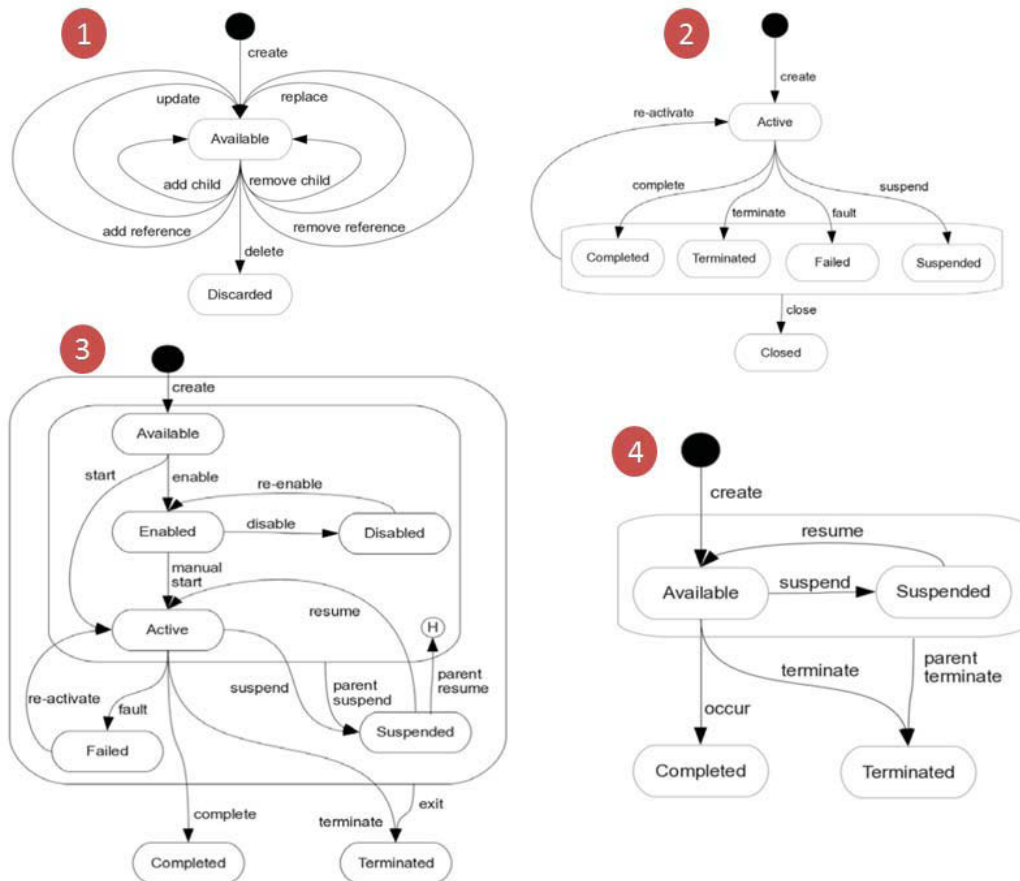 1
create
update
replace
Available
add child
remove child
add reference
remove reference
delete
Discarded
2
create
re-activate
Active
complete
suspend
terminate
fault
Completed
Terminated
Failed
Suspended
close
Closed
3
create
Available
start
enable
re-enable
Enabled
disable
Disabled
manual
start
resume
Active
H
re-activate
fault
suspend
parent
suspend
parent
resume
Failed
Suspended
exit
complete
terminate
Completed
Terminated
4
create
resume
Available
suspend
Suspended
terminate
parent
terminate
occur
Completed
Terminated